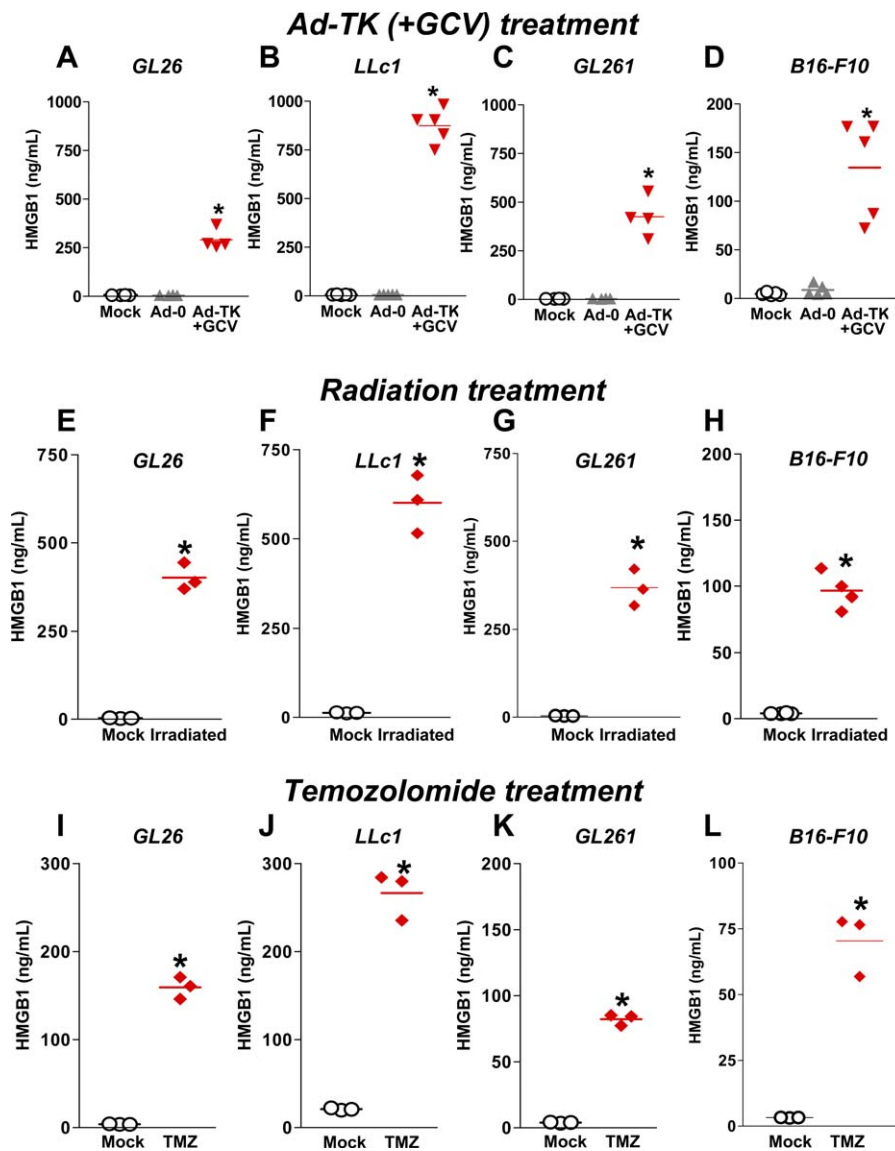 Ad-TK (+GCV) treatment
A
GL26
HMGB1 (ng/mL)
1000
750
500
250
0
Mock Ad-0 Ad-TK
+GCV
*
B
LLc1
HMGB1 (ng/mL)
1000
750
500
250
0
Mock Ad-0 Ad-TK
+GCV
*
C
GL261
HMGB1 (ng/mL)
1000
750
500
250
0
Mock Ad-0 Ad-TK
+GCV
*
D
B16-F10
HMGB1 (ng/mL)
200
150
100
50
0
Mock Ad-0 Ad-TK
+GCV
*
Radiation treatment
E
GL26
HMGB1 (ng/mL)
750
500
250
0
Mock Irradiated
*
F
LLc1
HMGB1 (ng/mL)
750
500
250
0
Mock Irradiated
*
G
GL261
HMGB1 (ng/mL)
750
500
250
0
Mock Irradiated
*
H
B16-F10
HMGB1 (ng/mL)
200
150
100
50
0
Mock Irradiated
*
Temozolomide treatment
I
GL26
HMGB1 (ng/mL)
300
200
100
0
Mock TMZ
*
J
LLc1
HMGB1 (ng/mL)
300
200
100
0
Mock TMZ
*
K
GL261
HMGB1 (ng/mL)
200
150
100
50
0
Mock TMZ
*
L
B16-F10
HMGB1 (ng/mL)
100
75
50
25
0
Mock TMZ
*